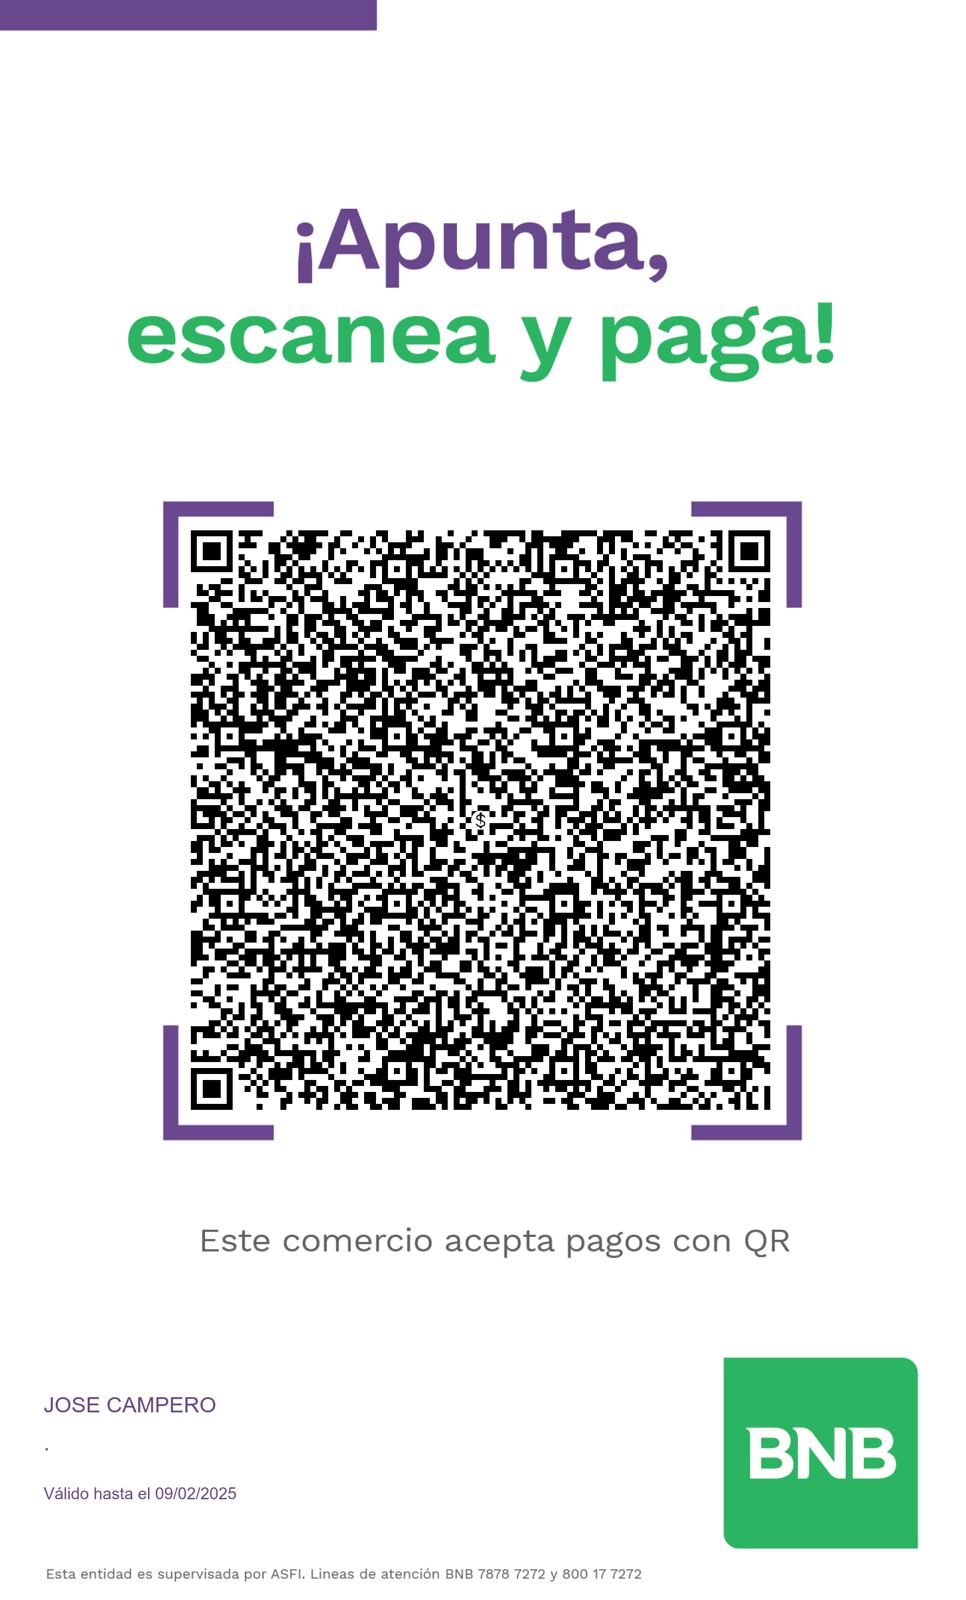 ¡Apunta,
escanea y paga!
$
Este comercio acepta pagos con QR
JOSE CAMPERO
.
Válido hasta el 09/02/2025
BNB
Esta entidad es supervisada por ASFI. Lineas de atención BNB 7878 7272 y 800 17 7272